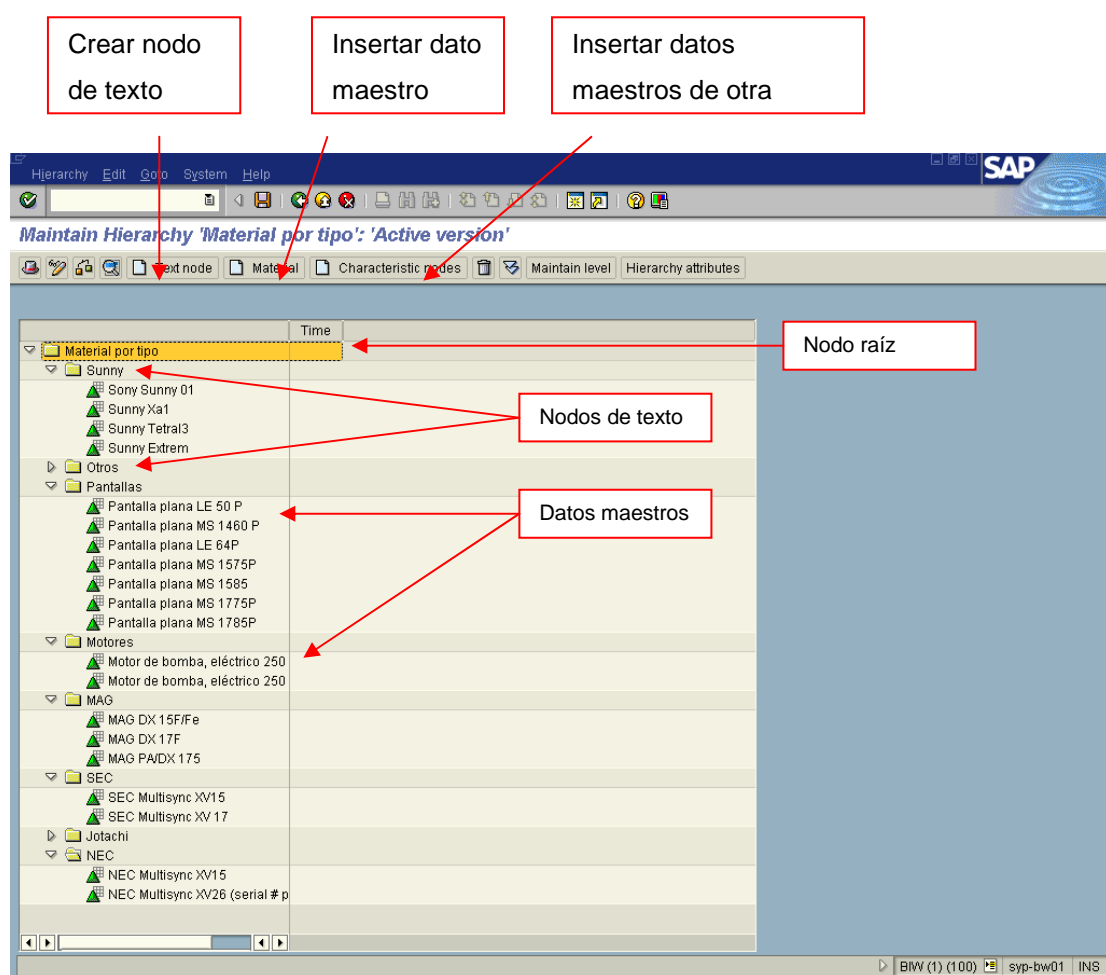 Crear nodo
de texto
Insertar dato
maestro
Insertar datos
maestros de otra
Hierarchy Edit Goto System Help
SAP
Maintain Hierarchy 'Material por tipo': 'Active version'
Text node Material Characteristic nodes Maintain level Hierarchy attributes
Time
Material por tipo
Nodo raíz
Sunny
Sony Sunny 01
Sunny Xa1
Nodos de texto
Sunny Tetral3
Sunny Extrem
Otros
Pantallas
Pantalla plana LE 50 P
Datos maestros
Pantalla plana MS 1460 P
Pantalla plana LE 64P
Pantalla plana MS 1575P
Pantalla plana MS 1585
Pantalla plana MS 1775P
Pantalla plana MS 1785P
Motores
Motor de bomba, eléctrico 250
Motor de bomba, eléctrico 250
MAG
MAG DX 15F/Fe
MAG DX 17F
MAG PA/DX 175
SEC
SEC Multisync XV15
SEC Multisync XV 17
Jotachi
NEC
NEC Multisync XV15
NEC Multisync XV26 (serial # p
BIW (1) (100) syp-bw01 INS